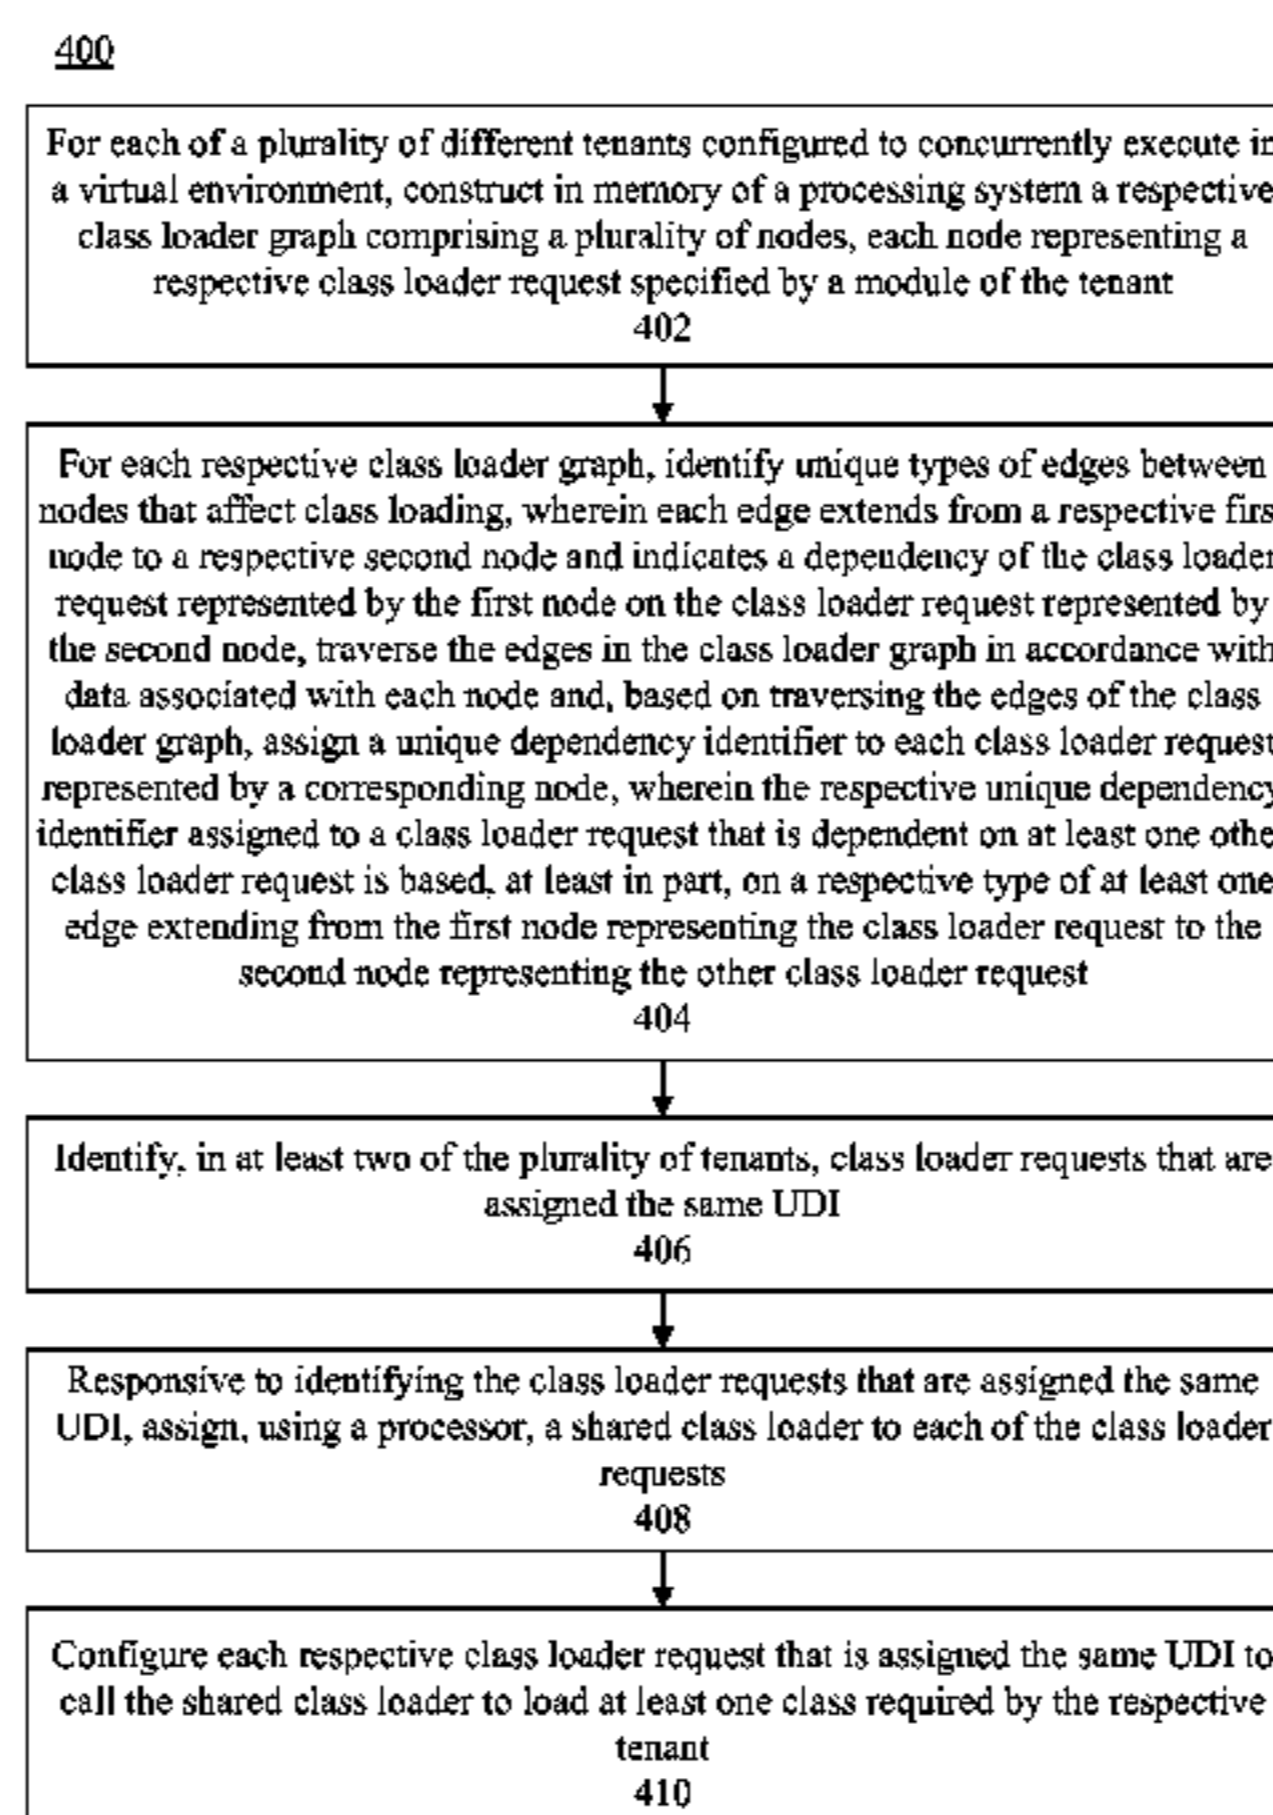 400
For each of a plurality of different tenants configured to concurrently execute in
a virtual environment, construct in memory of a processing system a respective
class loader graph comprising a plurality of nodes, each node representing a
respective class loader request specified by a module of the tenant
402
For each respective class loader graph, identify unique types of edges between
nodes that affect class loading, wherein each edge extends from a respective firs
node to a respective second node and indicates a dependency of the class loader
request represented by the first node on the class loader request represented by
the second node, traverse the edges in the class loader graph in accordance with
data associated with each node and, based on traversing the edges of the class
loader graph, assign a unique dependency identifier to each class loader request
represented by a corresponding node, wherein the respective unique dependency
identifier assigned to a class loader request that is dependent on at least one othe
class loader request is based, at least in part, on a respective type of at least one
edge extending from the first node representing the class loader request to the
second node representing the other class loader request
404
Identify, in at least two of the plurality of tenants, class loader requests that are
assigned the same UDI
406
Responsive to identifying the class loader requests that are assigned the same
UDI, assign, using a processor, a shared class loader to each of the class loader
requests
408
Configure each respective class loader request that is assigned the same UDI to
call the shared class loader to load at least one class required by the respective
tenant
410